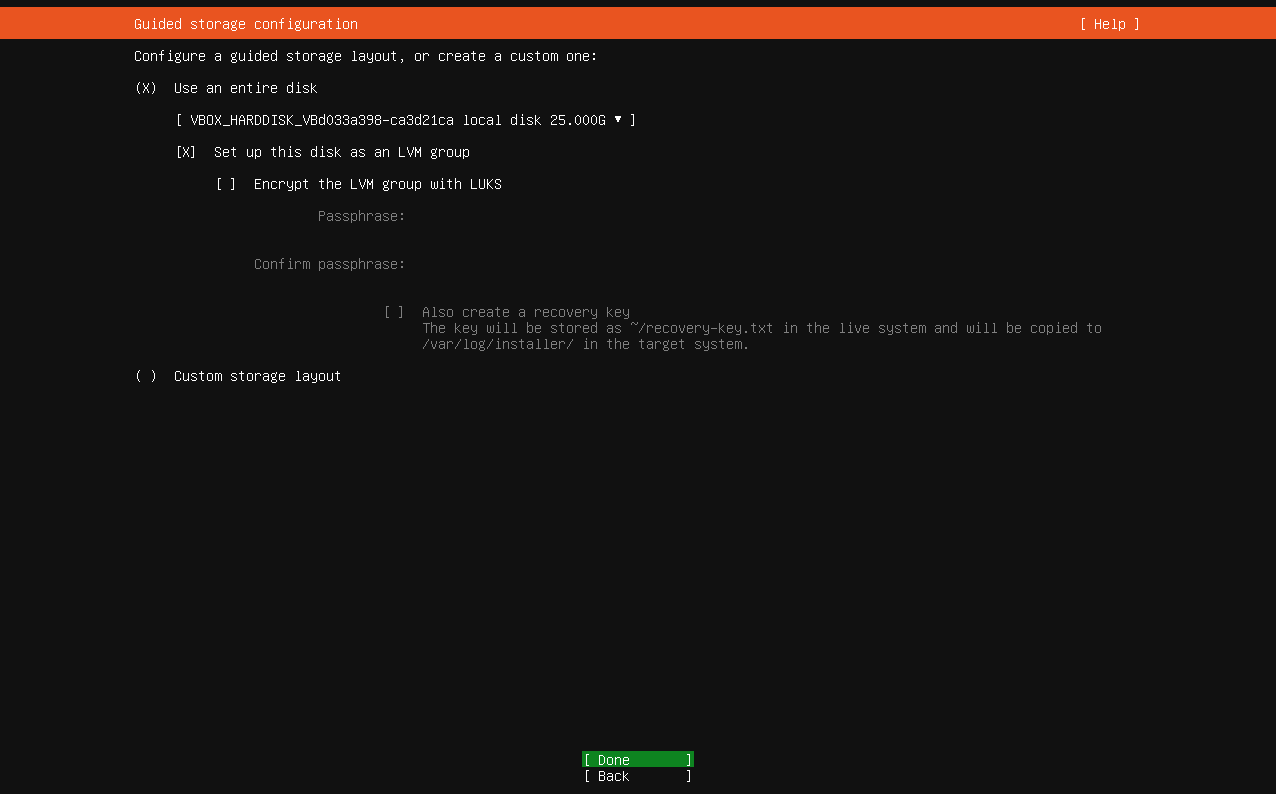 Guided storage configuration [ Help ]
Configure a guided storage layout, or create a custom one:
(X) Use an entire disk
[ VBOX_HARDDISK_VBd033a398-ca3d21ca local disk 25.000G ▾ ]
[X] Set up this disk as an LVM group
[ ] Encrypt the LVM group with LUKS
Passphrase:
Confirm passphrase:
[ ] Also create a recovery key
The key will be stored as ~/recovery-key.txt in the live system and will be copied to
/var/log/installer/ in the target system.
( ) Custom storage layout
[ Done ]
[ Back ]